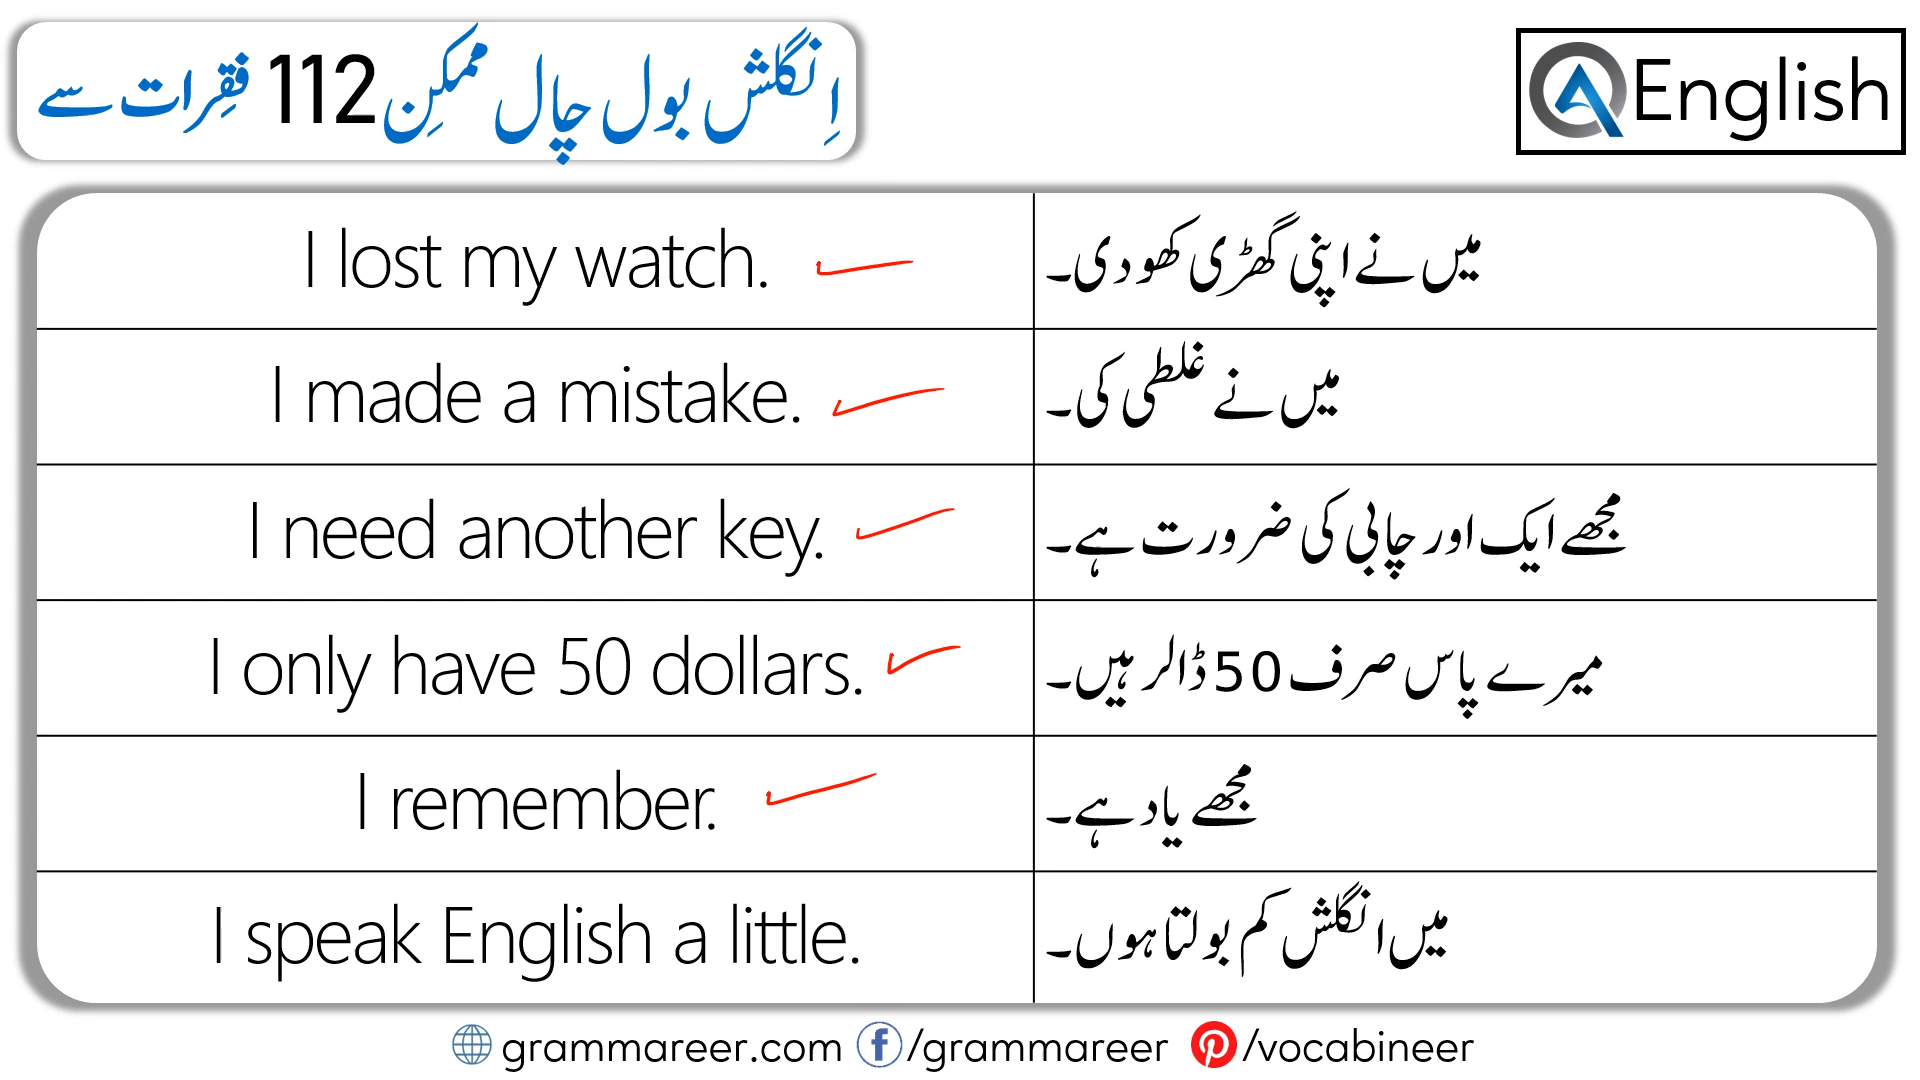 اِنگلش بول چال ممکِن 112 فقِرات سے
English
I lost my watch.
میں نے اپنی گھڑی کھو دی۔
I made a mistake.
میں نے غلطی کی۔
I need another key.
مجھے ایک اور چابی کی ضرورت ہے۔
I only have 50 dollars.
میرے پاس صرف 50 ڈالر ہیں۔
I remember.
مجھے یاد ہے۔
I speak English a little.
میں انگلش کم بولتا ہوں۔
grammareer.com /grammareer /vocabineer